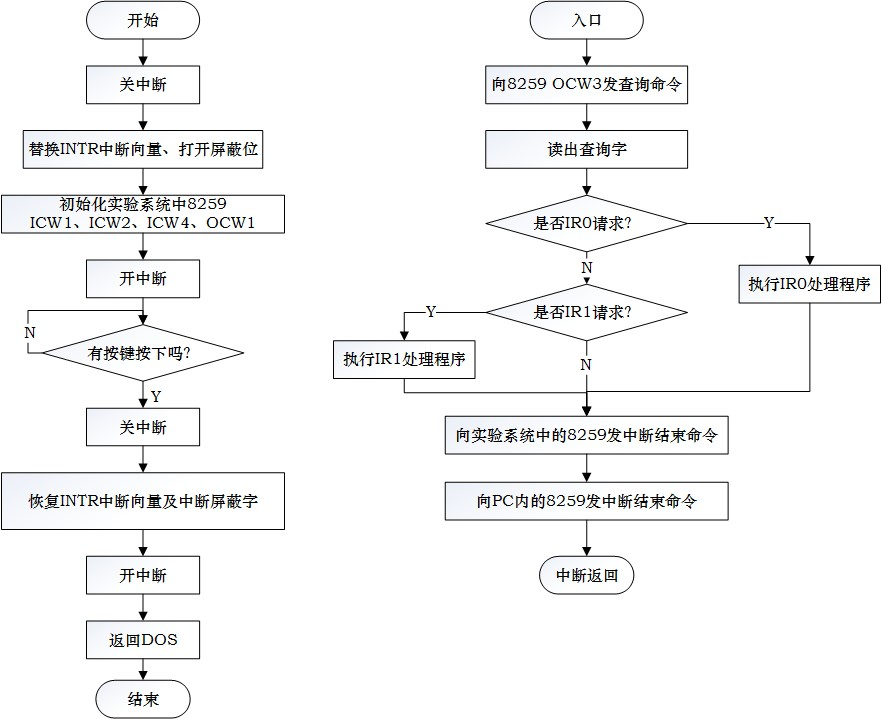 开始
关中断
替换INTR中断向量、打开屏蔽位
初始化实验系统中8259
ICW1、ICW2、ICW4、OCW1
开中断
N
有按键按下吗?
Y
关中断
恢复INTR中断向量及中断屏蔽字
开中断
返回DOS
结束
入口
向8259 OCW3发查询命令
读出查询字
是否IR0请求?
Y
N
执行IR0处理程序
是否IR1请求?
Y
执行IR1处理程序
N
向实验系统中的8259发中断结束命令
向PC内的8259发中断结束命令
中断返回